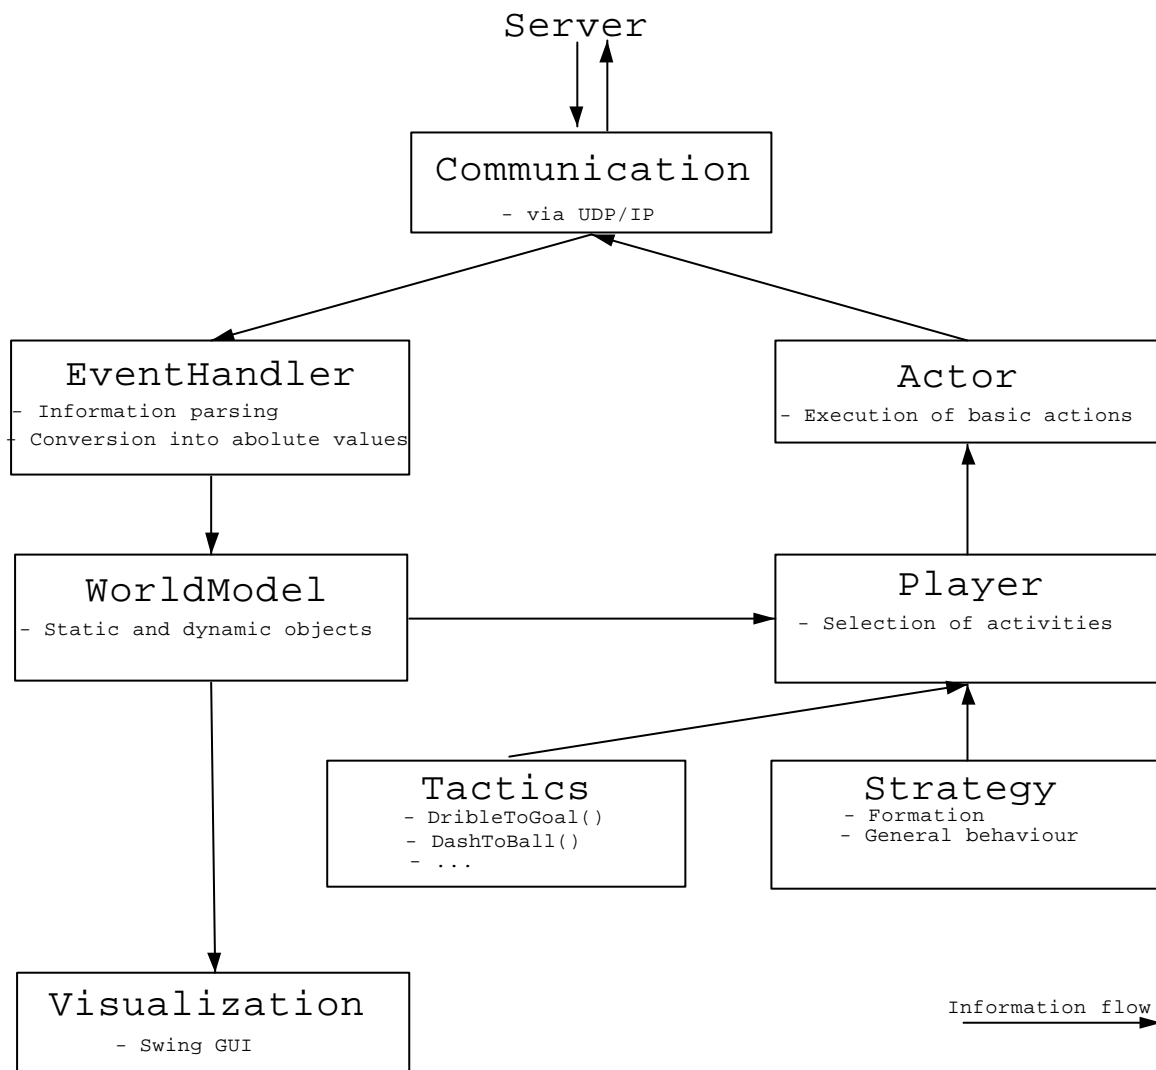 Server
Communication
- via UDP/IP
EventHandler
- Information parsing
- Conversion into abolute values
Actor
- Execution of basic actions
WorldModel
- Static and dynamic objects
Player
- Selection of activities
Tactics
- DribleToGoal()
- DashToBall()
- ...
Strategy
- Formation
- General behaviour
Visualization
- Swing GUI
Information flow